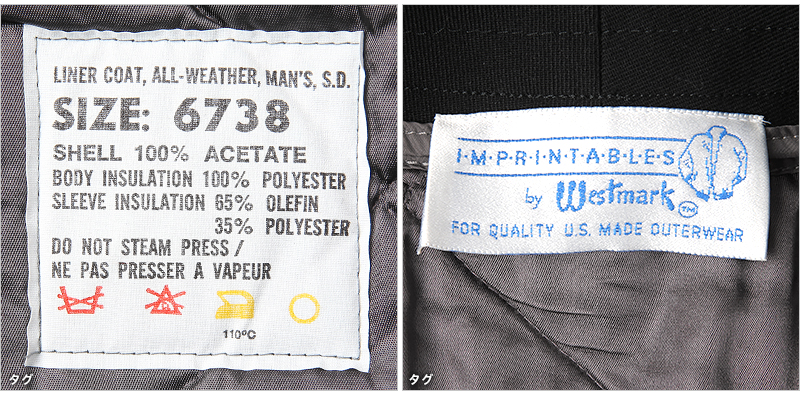 LINER COAT, ALL-WEATHER, MAN'S, S.D.
SIZE: 6738
SHELL 100% ACETATE
BODY INSULATION 100% POLYESTER
SLEEVE INSULATION 65% OLEFIN
35% POLYESTER
DO NOT STEAM PRESS /
NE PAS PRESSER A VAPEUR
110°C
タグ
I·M·P·R·I·N·T·A·B·L·E·S
by Westmark TM
FOR QUALITY U.S. MADE OUTERWEAR
タグ